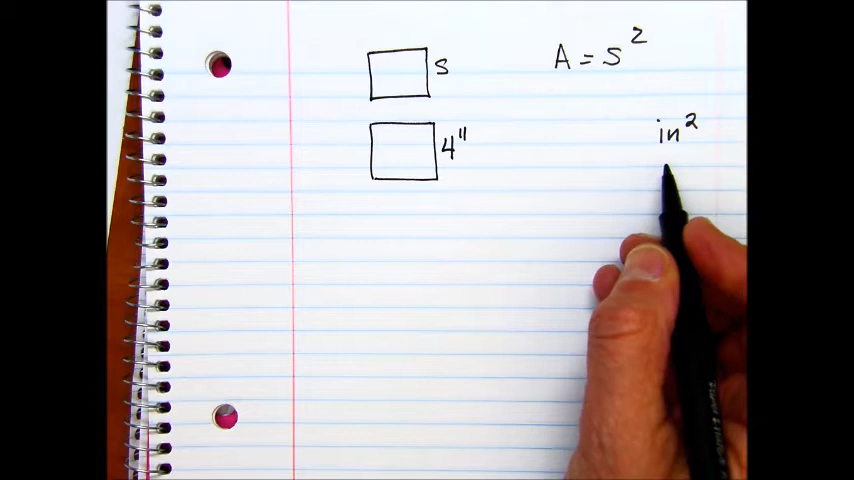 s A = s²
4" in²